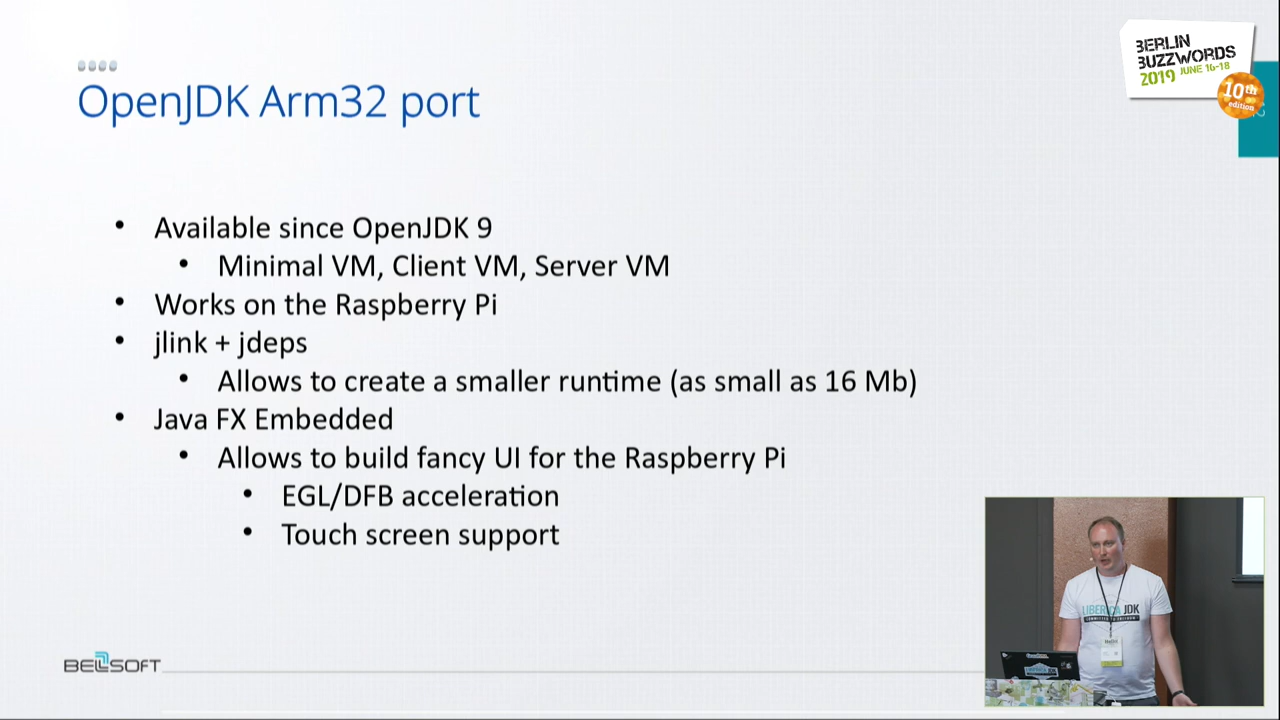 BERLIN
BUZZWORDS
2019 JUNE 16-18
10th
edition
OpenJDK Arm32 port
• Available since OpenJDK 9
• Minimal VM, Client VM, Server VM
• Works on the Raspberry Pi
• jlink + jdeps
• Allows to create a smaller runtime (as small as 16 Mb)
• Java FX Embedded
• Allows to build fancy UI for the Raspberry Pi
• EGL/DFB acceleration
• Touch screen support
LIBERICA JDK
BELLSOFT